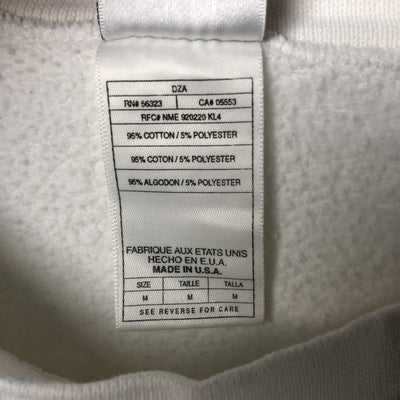 DZA
RN# 56323 CA# 05553
RFC# NME 920220 KL4
95% COTTON / 5% POLYESTER
95% COTON / 5% POLYESTER
95% ALGODON / 5% POLYESTER
FABRIQUE AUX ETATS UNIS
HECHO EN E.U.A.
MADE IN U.S.A.
SIZE TAILLE TALLA
M M M
SEE REVERSE FOR CARE